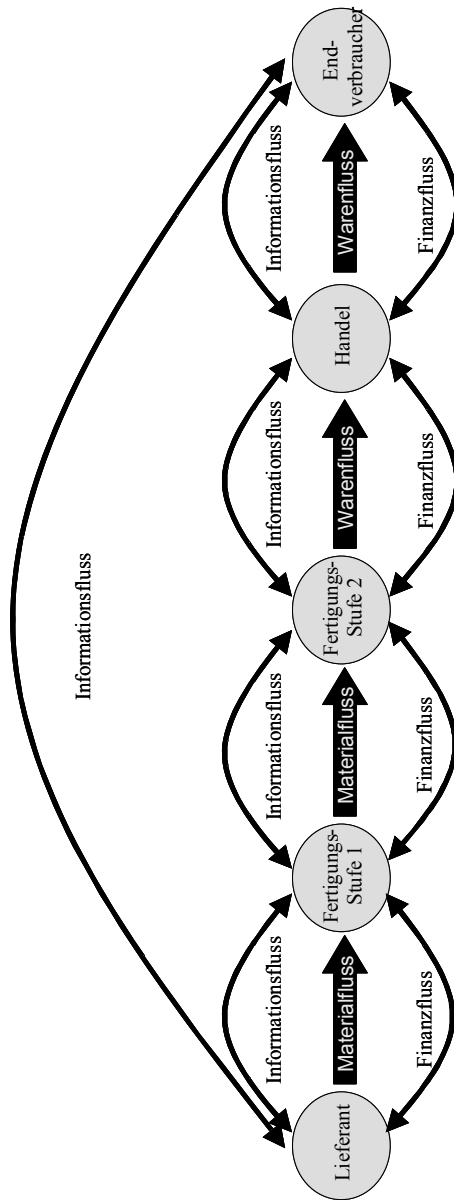 Informationsfluss
Informationsfluss
Informationsfluss
Informationsfluss
Informationsfluss
Lieferant
Materialfluss
Fertigungs-
Stufe 1
Materialfluss
Fertigungs-
Stufe 2
Warenfluss
Handel
Warenfluss
End-
verbraucher
Finanzfluss
Finanzfluss
Finanzfluss
Finanzfluss